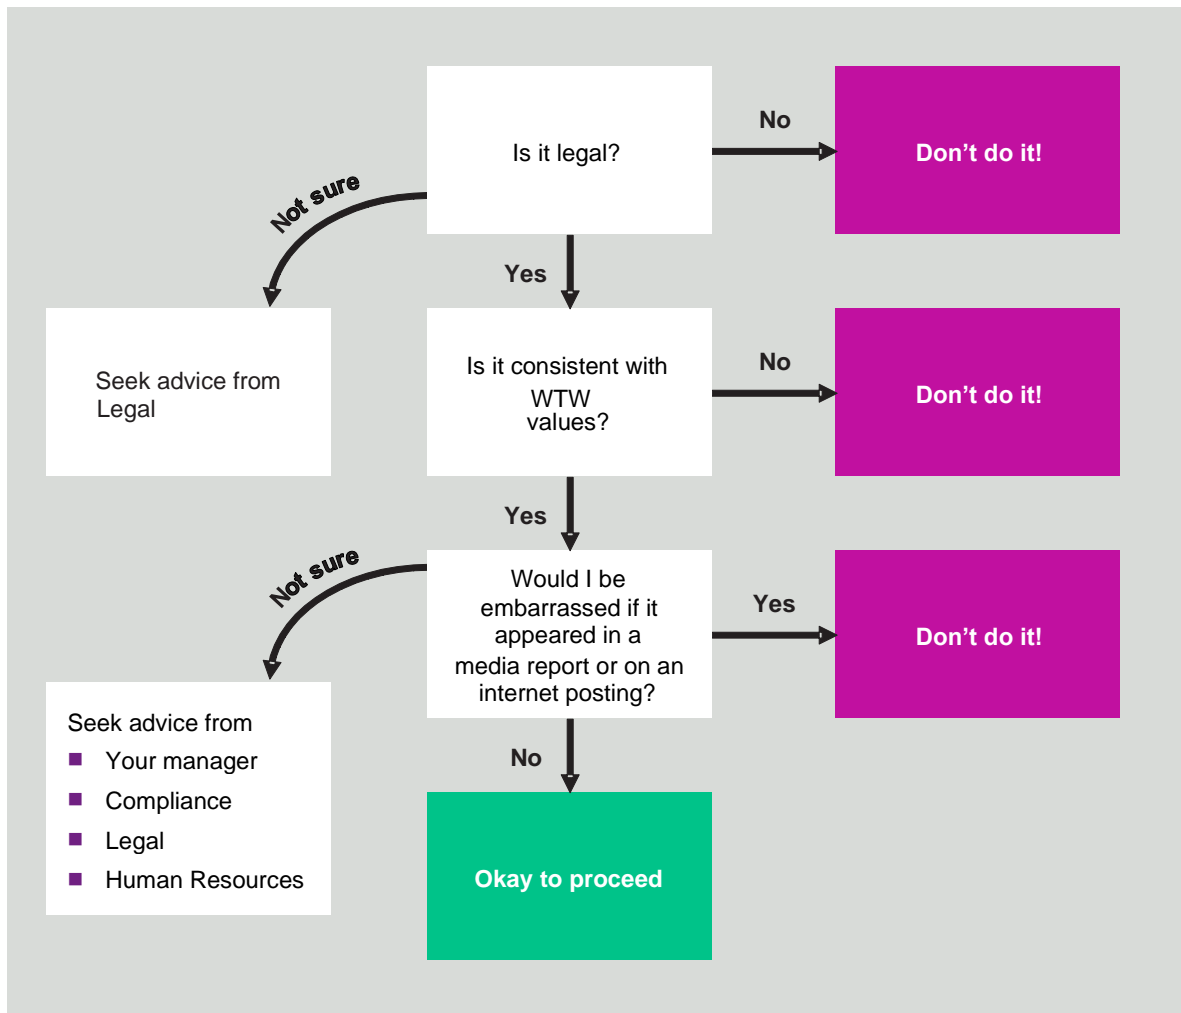 Is it legal?
No
Don’t do it!
Not sure
Yes
Seek advice from
Legal
Is it consistent with
WTW
values?
No
Don’t do it!
Yes
Not sure
Would I be
embarrassed if it
appeared in a
media report or on an
internet posting?
Yes
Don’t do it!
Seek advice from
Your manager
Compliance
Legal
Human Resources
No
Okay to proceed